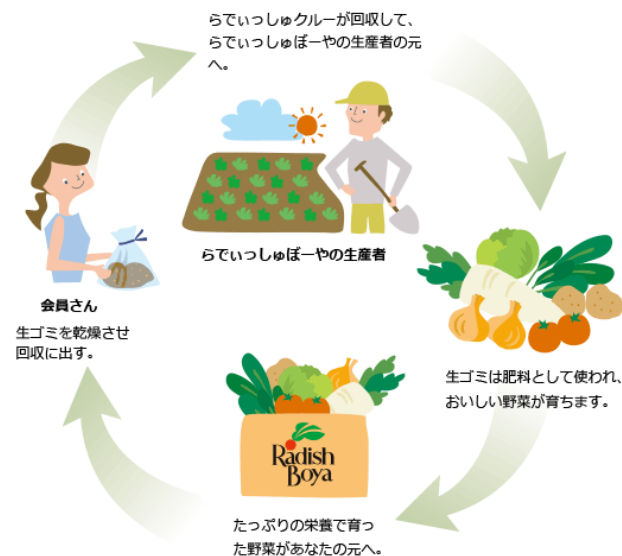 らでぃっしゅクルーが回収して、
らでぃっしゅぼーやの生産者の元
へ。
らでぃっしゅぼーやの生産者
会員さん
生ゴミを乾燥させ
回収に出す。
生ゴミは肥料として使われ、
おいしい野菜が育ちます。
Radish
Boya
たっぷりの栄養で育っ
た野菜があなたの元へ。